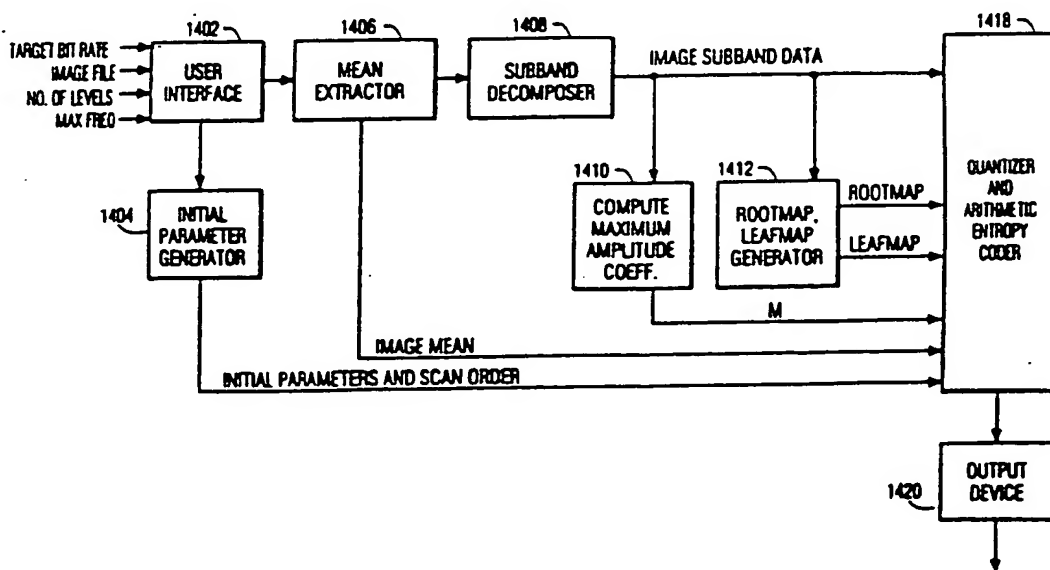 1402
1406
1408
1418
TARGET BIT RATE
IMAGE FILE
NO. OF LEVELS
MAX FREQ
USER
INTERFACE
MEAN
EXTRACTOR
SUBBAND
DECOMPOSER
IMAGE SUBBAND DATA
1404
INITIAL
PARAMETER
GENERATOR
1410
COMPUTE
MAXIMUM
AMPLITUDE
COEFF.
1412
ROOTMAP,
LEAFMAP
GENERATOR
ROOTMAP
LEAFMAP
QUANTIZER
AND
ARITHMETIC
ENTROPY
CODER
M
IMAGE MEAN
INITIAL PARAMETERS AND SCAN ORDER
OUTPUT
DEVICE
1420